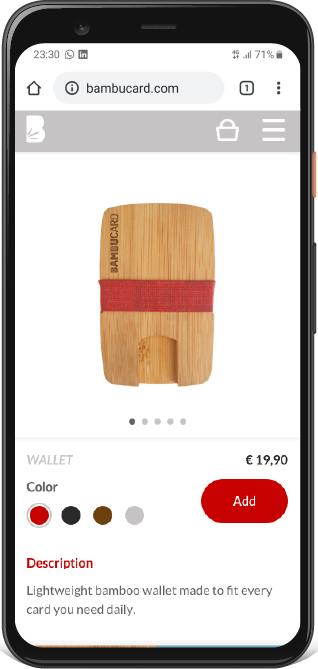 23:30 71%
bambucard.com 1
B
BAMBUCARD
WALLET € 19,90
Color
Add
Description
Lightweight bamboo wallet made to fit every
card you need daily.